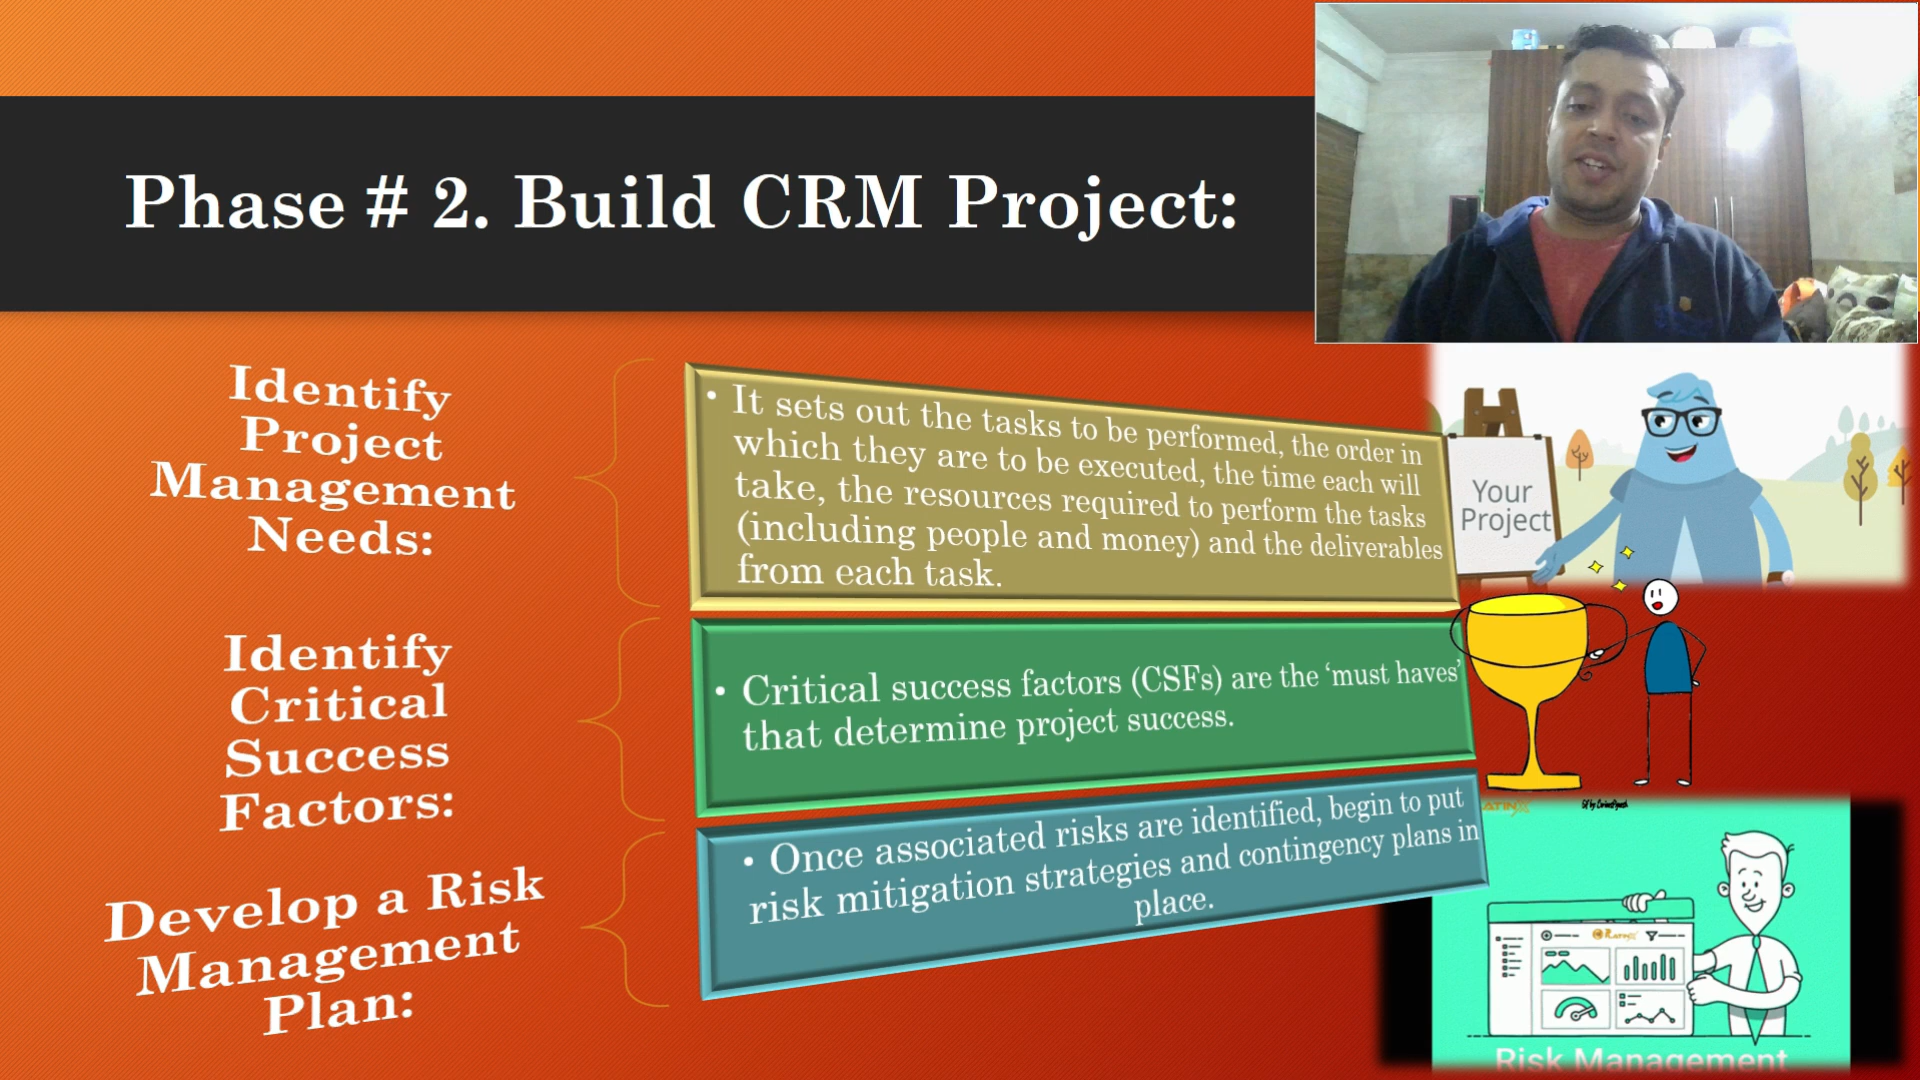 Phase # 2. Build CRM Project:
Identify
Project
Management
Needs:
• It sets out the tasks to be performed, the order in
which they are to be executed, the time each will
take, the resources required to perform the tasks
(including people and money) and the deliverables
from each task.
Your
Project
Identify
Critical
Success
Factors:
• Critical success factors (CSFs) are the ‘must haves’
that determine project success.
Develop a Risk
Management
Plan:
• Once associated risks are identified, begin to put
risk mitigation strategies and contingency plans in
place.
Risk Management